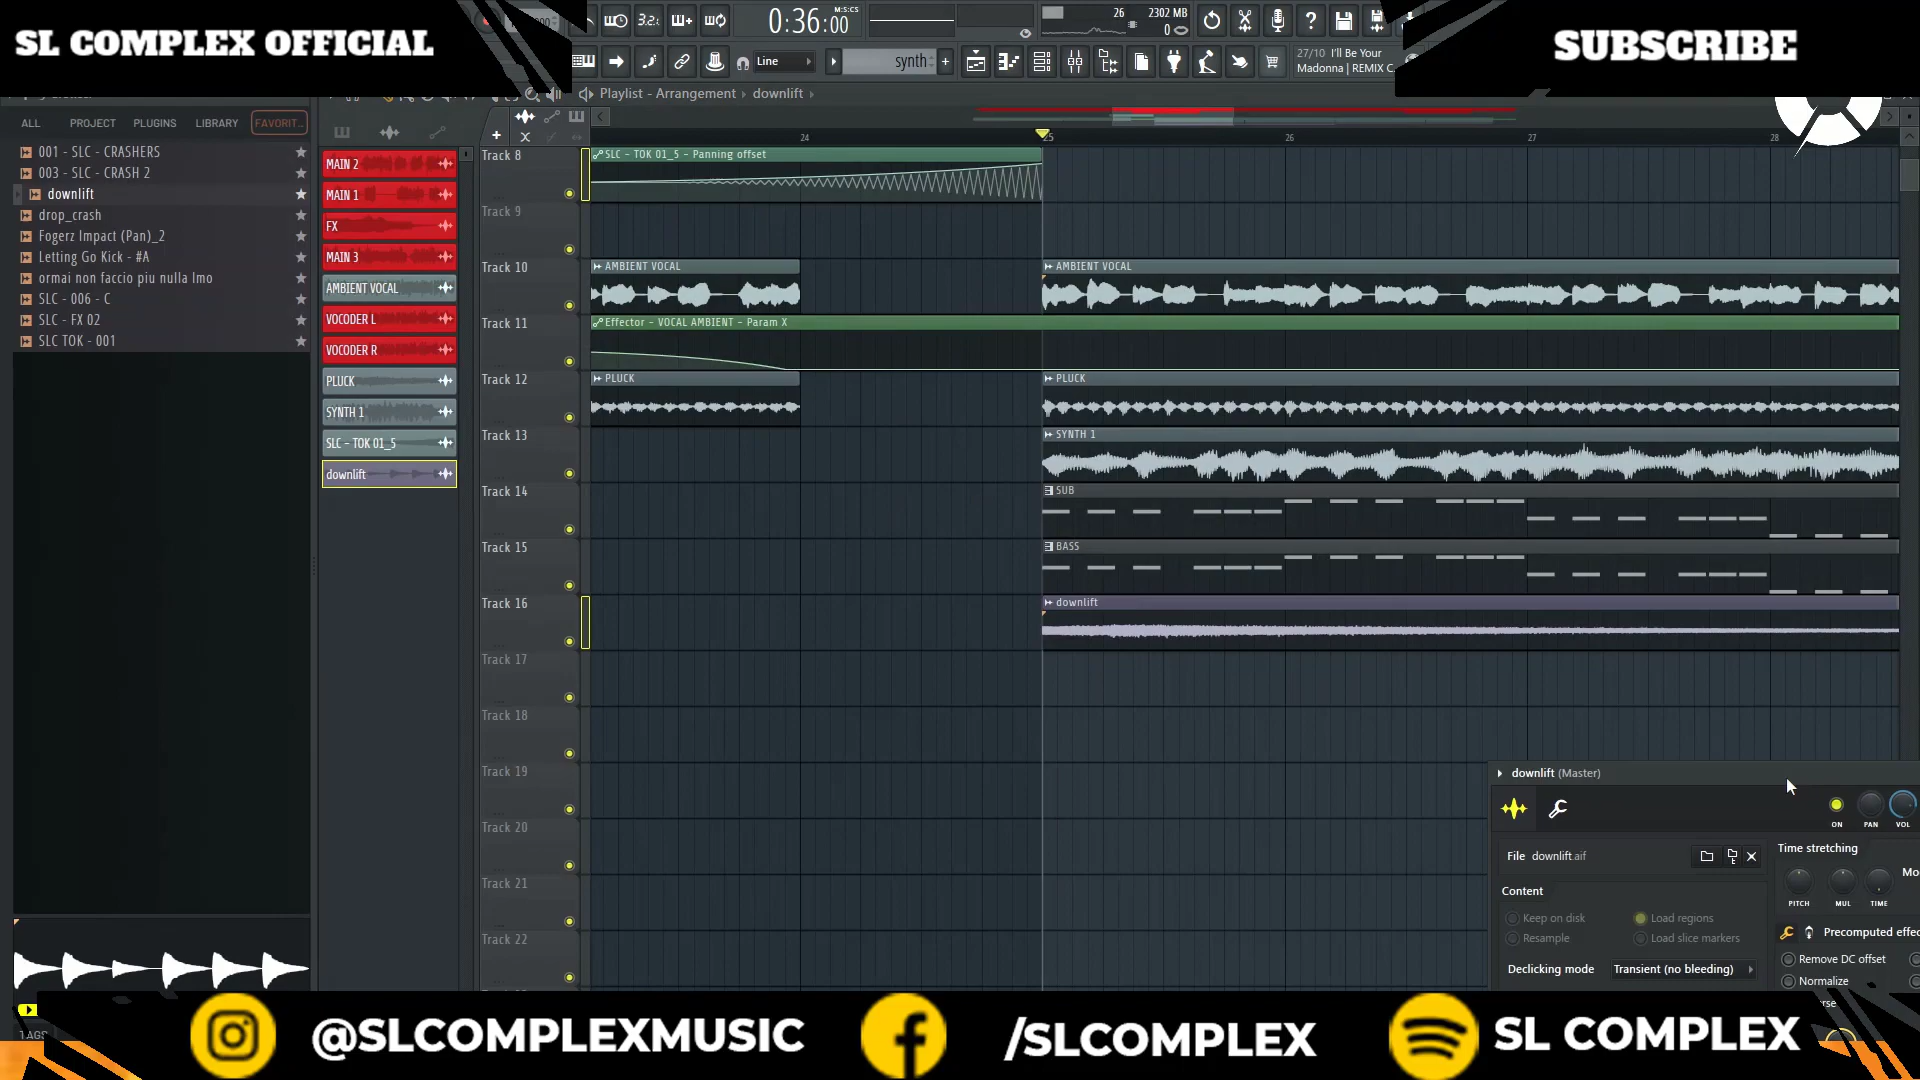 SL COMPLEX OFFICIAL
SUBSCRIBE
3.2.
0:36:00
M:S:CS
26
2302 MB
0
Line
synth
27/10 I'll Be Your
Madonna | REMIX C..
Playlist - Arrangement › downlift ›
ALL
PROJECT
PLUGINS
LIBRARY
FAVORIT..
001 - SLC - CRASHERS
003 - SLC - CRASH 2
downlift
drop_crash
Fogerz Impact (Pan)_2
Letting Go Kick - #A
ormai non faccio piu nulla lmo
SLC - 006 - C
SLC - FX 02
SLC TOK - 001
MAIN 2
MAIN 1
FX
MAIN 3
AMBIENT VOCAL
VOCODER L
VOCODER R
PLUCK
SYNTH 1
SLC - TOK 01_5
downlift
24
25
26
27
28
Track 8
SLC - TOK 01_5 - Panning offset
Track 9
Track 10
AMBIENT VOCAL
AMBIENT VOCAL
Track 11
Effector - VOCAL AMBIENT - Param X
Track 12
PLUCK
PLUCK
Track 13
SYNTH 1
Track 14
SUB
Track 15
BASS
Track 16
downlift
Track 17
Track 18
Track 19
Track 20
Track 21
Track 22
downlift (Master)
ON
PAN
VOL
File downlift.aif
Time stretching
PITCH
MUL
TIME
Content
Keep on disk
Load regions
Resample
Load slice markers
Declicking mode
Transient (no bleeding)
Precomputed effec
Remove DC offset
Normalize
TAGS
@SLCOMPLEXMUSIC
/SLCOMPLEX
SL COMPLEX